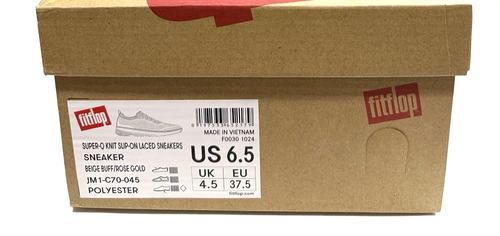 fitflop
fitflop
MADE IN VIETNAM
F0030 1024
SUPER-Q KNIT SLIP-ON LACED SNEAKERS
SNEAKER
US 6.5
BEIGE BUFF/ROSE GOLD
UK EU
JM1-C70-045
4.5 37.5
POLYESTER
fitflop.com